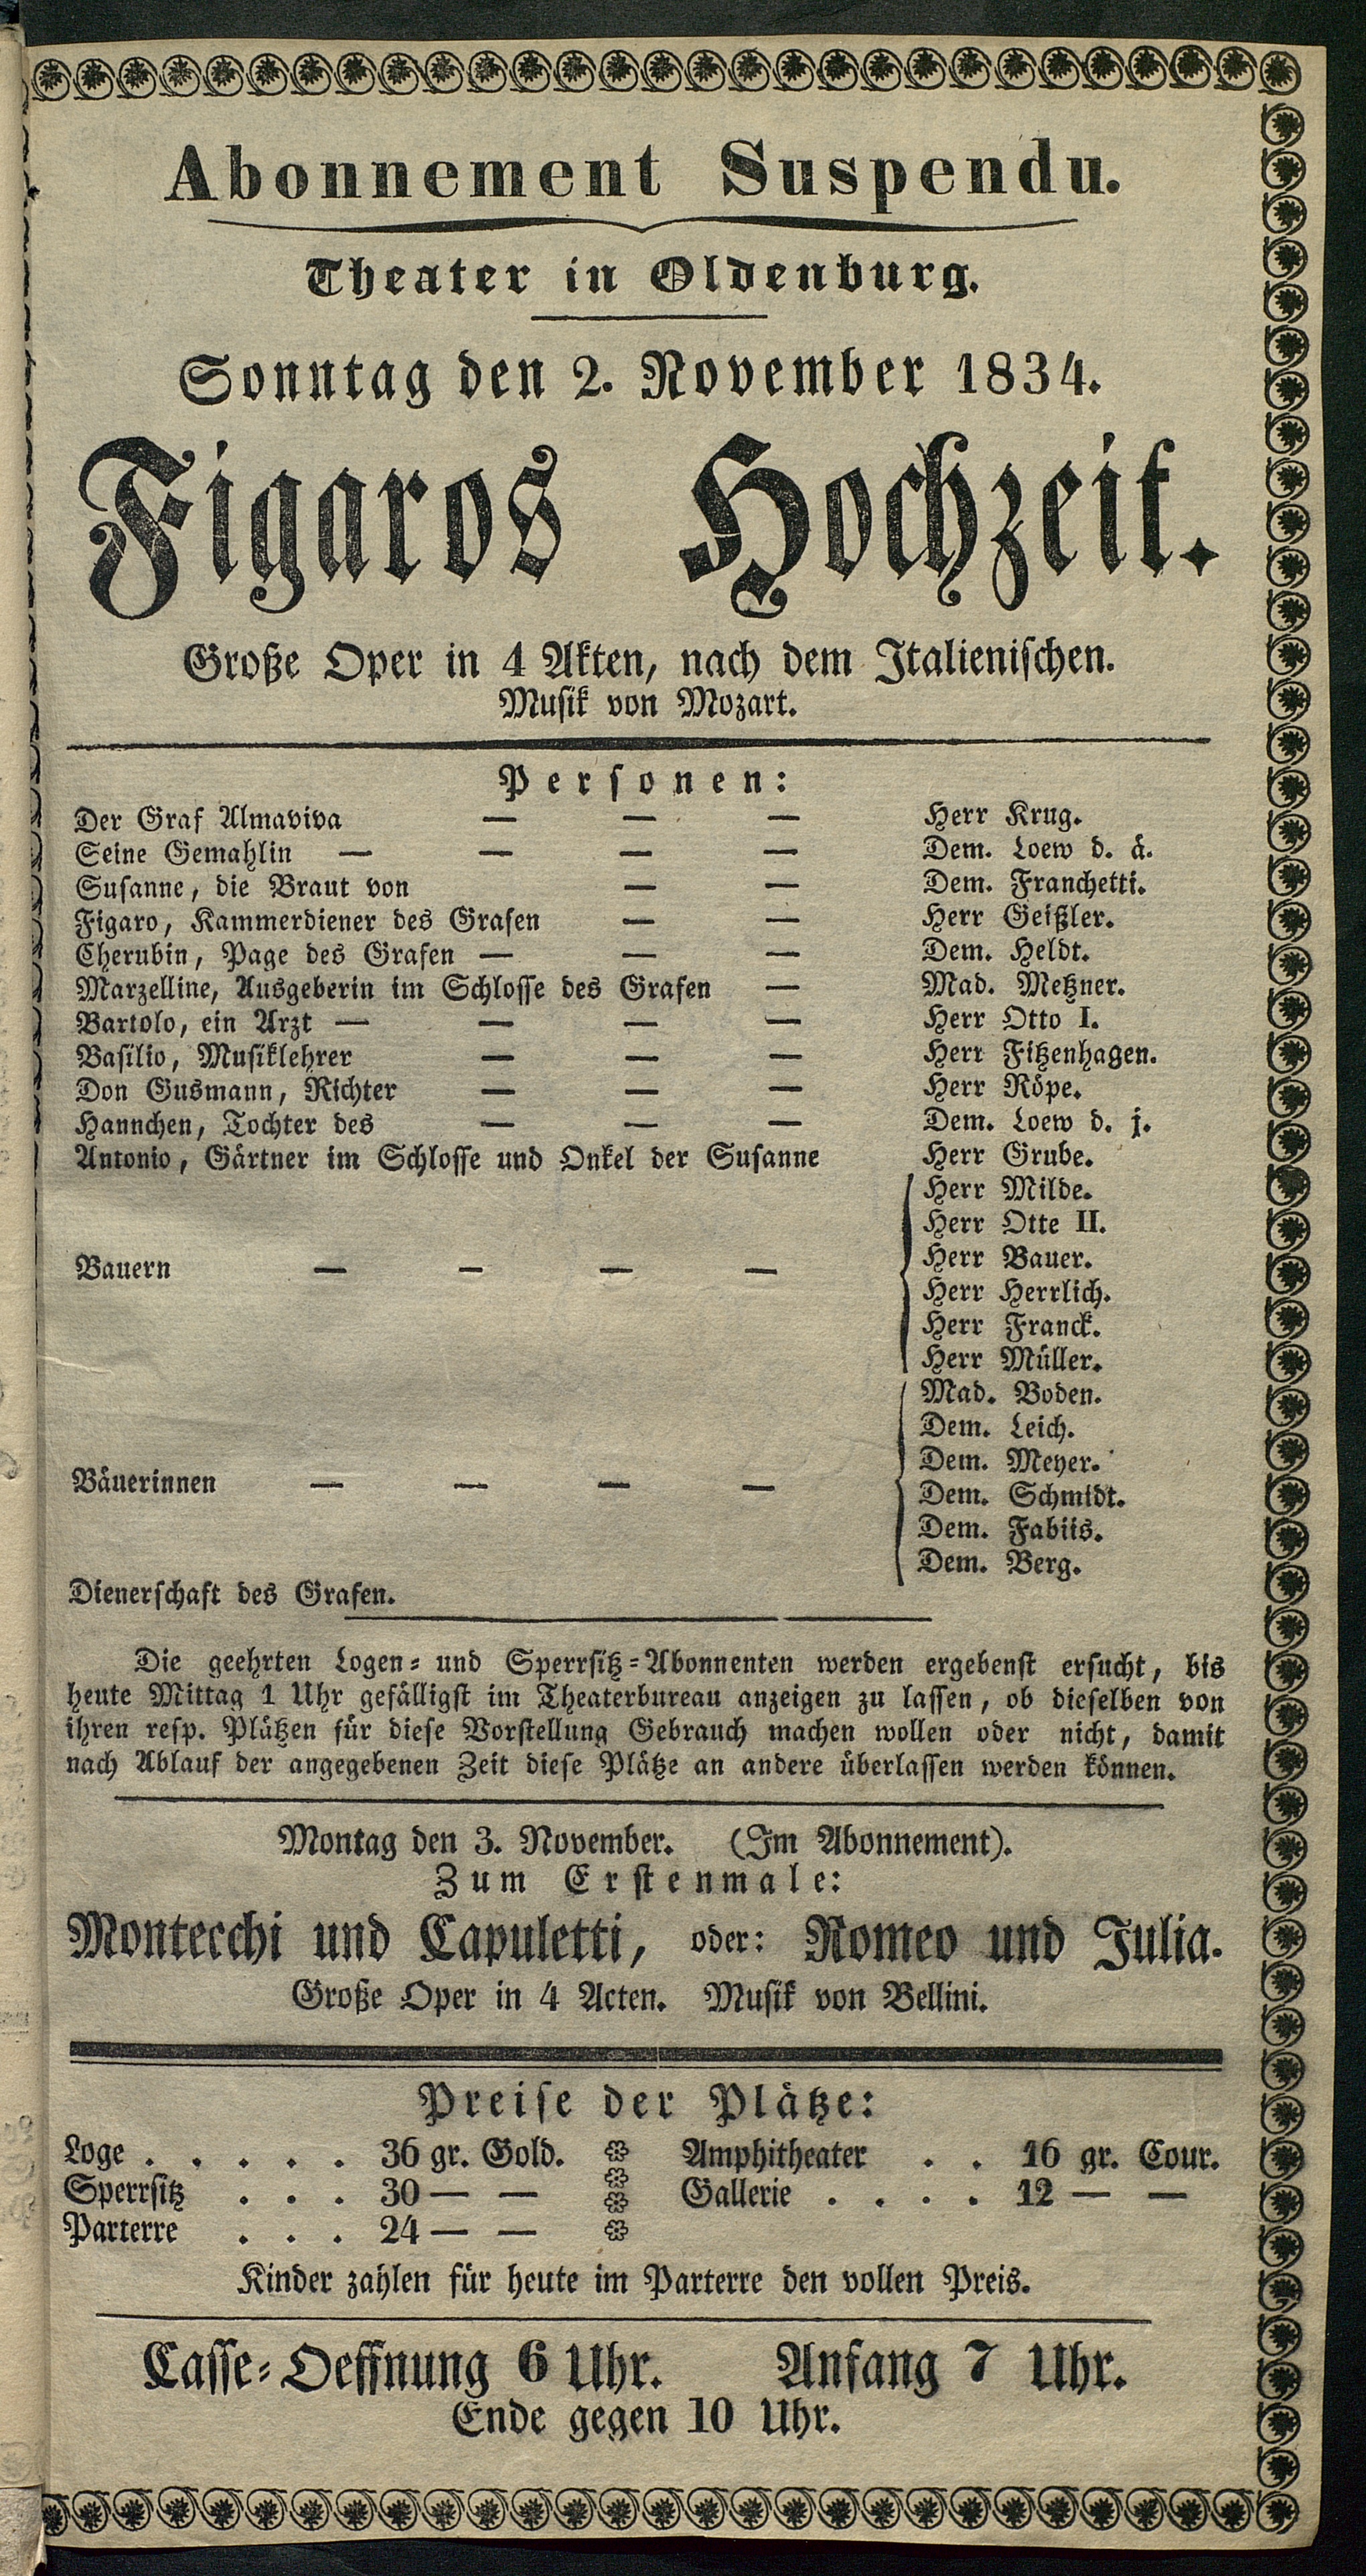 Abonnement Suspendu.
Theater in Oldenburg.
Sonntag den 2. November 1834.
Figaros Hochzeit.
Große Oper in 4 Akten, nach dem Italienischen.
Musik von Mozart.
Personen:
Der Graf Almaviva — — — Herr Krug.
Seine Gemahlin — — — — Dem. Loew d. ä.
Susanne, die Braut von — — Dem. Franchetti.
Figaro, Kammerdiener des Grafen — — Herr Geißler.
Cherubin, Page des Grafen — — — Dem. Heldt.
Marzelline, Ausgeberin im Schlosse des Grafen — Mad. Metzner.
Bartolo, ein Arzt — — — — Herr Otto I.
Basilio, Musiklehrer — — — Herr Fitzenhagen.
Don Gusmann, Richter — — — Herr Röpe.
Hannchen, Tochter des — — — Dem. Loew d. j.
Antonio, Gärtner im Schlosse und Onkel der Susanne Herr Grube.
Herr Milde.
Herr Otte II.
Bauern — — — — Herr Bauer.
Herr Herrlich.
Herr Franck.
Herr Müller.
Mad. Boden.
Dem. Leich.
Dem. Meyer.
Bäuerinnen — — — — Dem. Schmidt.
Dem. Fabiis.
Dem. Berg.
Dienerschaft des Grafen.
Die geehrten Logen- und Sperrsitz-Abonnenten werden ergebenst ersucht, bis
heute Mittag 1 Uhr gefälligst im Theaterbureau anzeigen zu lassen, ob dieselben von
ihren resp. Plätzen für diese Vorstellung Gebrauch machen wollen oder nicht, damit
nach Ablauf der angegebenen Zeit diese Plätze an andere überlassen werden können.
Montag den 3. November. (Im Abonnement).
Zum Erstenmale:
Montecchi und Capuletti, oder: Romeo und Julia.
Große Oper in 4 Acten. Musik von Bellini.
Preise der Plätze:
Loge . . . . . 36 gr. Gold. Amphitheater . . 16 gr. Cour.
Sperrsitz . . . 30 — — Gallerie . . . . 12 — —
Parterre . . . 24 — —
Kinder zahlen für heute im Parterre den vollen Preis.
Casse-Oeffnung 6 Uhr. Anfang 7 Uhr.
Ende gegen 10 Uhr.